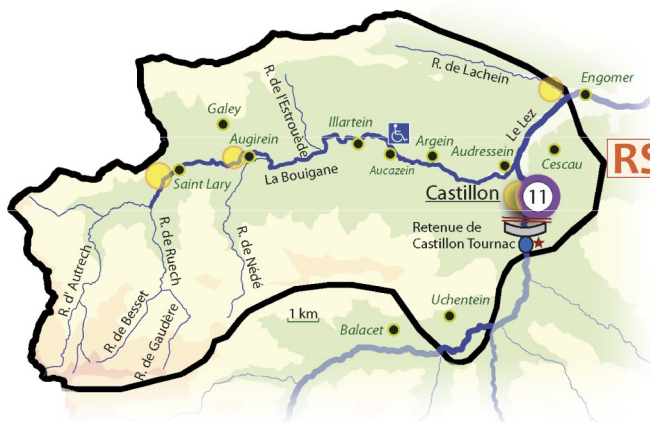 R. de Lachein
Engomer
R. de l'Estrouède
Galey
Illartein
Le Lez
Augirein
Argein
Audressein
Cescau
RS
Saint Lary
La Bouigane
Aucazein
Castillon
11
Retenue de
Castillon Tournac
R. d' Autrech
R. de Ruech
R. de Nédé
R. de Besset
R. de Gaudère
1 km
Uchentein
Balacet